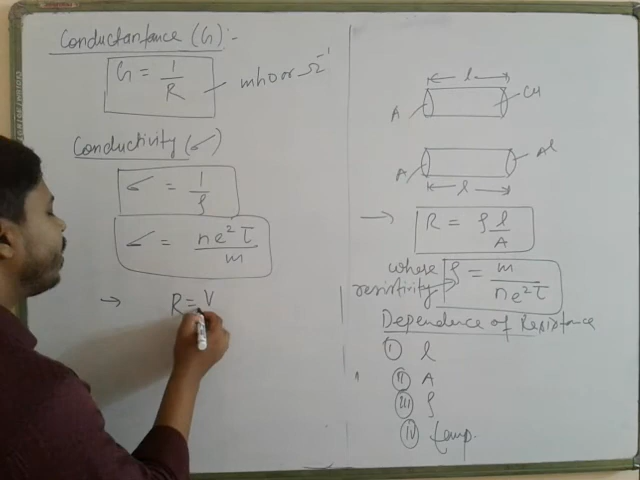 Conductantance (G):-
G = 1/R
mho or Ω⁻¹
Conductivity (σ)
σ = 1/ρ
σ = ne²τ/m
→ R = V
l
A
Cu
A
Al
l
→ R = ρ l/A
where ρ = m/ne²τ
resistivity
Dependence of Resistance
(I) l
(II) A
(III) ρ
(IV) temp.